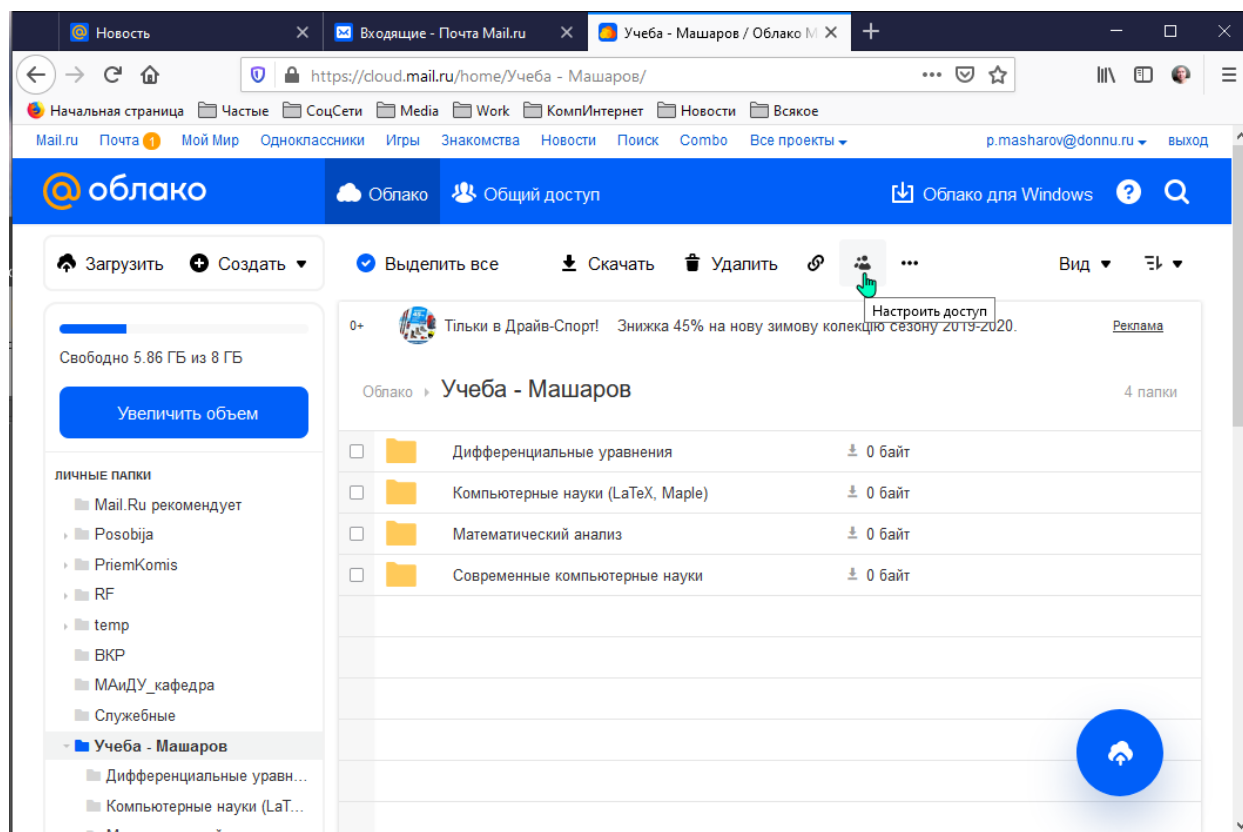 Новость
Входящие - Почта Mail.ru
Учеба - Машаров / Облако M
https://cloud.mail.ru/home/Учеба - Машаров/
Начальная страница Частые СоцСети Media Work КомпИнтернет Новости Всякое
Mail.ru Почта 1 Мой Мир Одноклассники Игры Знакомства Новости Поиск Combo Все проекты p.masharov@donnu.ru выход
облако Облако Общий доступ Облако для Windows ?
Загрузить Создать Выделить все Скачать Удалить Вид
Настроить доступ
0+ Тільки в Драйв-Спорт! Знижка 45% на нову зимову колекцію сезону 2019-2020. Реклама
Свободно 5.86 ГБ из 8 ГБ
Увеличить объем
Облако Учеба - Машаров 4 папки
Дифференциальные уравнения 0 байт
Компьютерные науки (LaTeX, Maple) 0 байт
Математический анализ 0 байт
Современные компьютерные науки 0 байт
ЛИЧНЫЕ ПАПКИ
Mail.Ru рекомендует
Posobija
PriemKomis
RF
temp
ВКР
МАиДУ_кафедра
Служебные
Учеба - Машаров
Дифференциальные уравн...
Компьютерные науки (LaT...